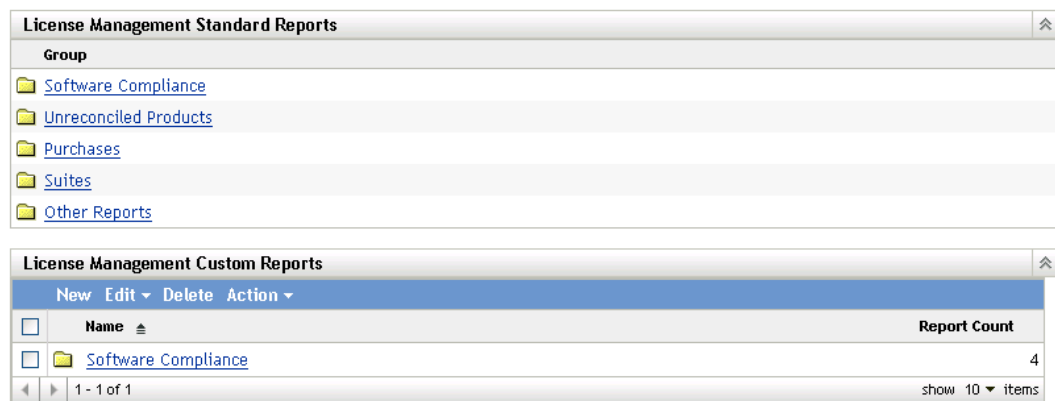 License Management Standard Reports
Group
Software Compliance
Unreconciled Products
Purchases
Suites
Other Reports
License Management Custom Reports
New Edit Delete Action
Name Report Count
Software Compliance 4
1 - 1 of 1 show 10 items